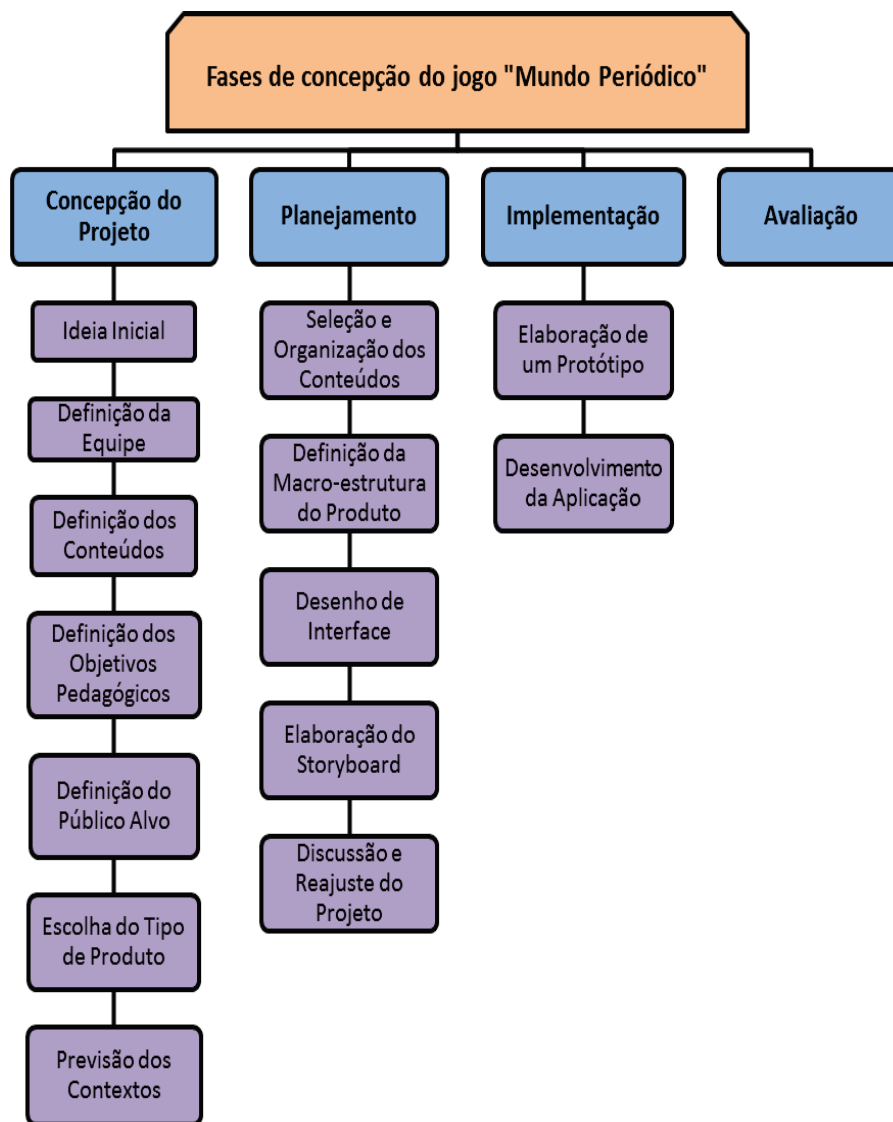 Fases de concepção do jogo "Mundo Periódico"
Concepção do
Projeto
Ideia Inicial
Definição da
Equipe
Definição dos
Conteúdos
Definição dos
Objetivos
Pedagógicos
Definição do
Público Alvo
Escolha do Tipo
de Produto
Previsão dos
Contextos
Planejamento
Seleção e
Organização dos
Conteúdos
Definição da
Macro-estrutura
do Produto
Desenho de
Interface
Elaboração do
Storyboard
Discussão e
Reajuste do
Projeto
Implementação
Elaboração de
um Protótipo
Desenvolvimento
da Aplicação
Avaliação